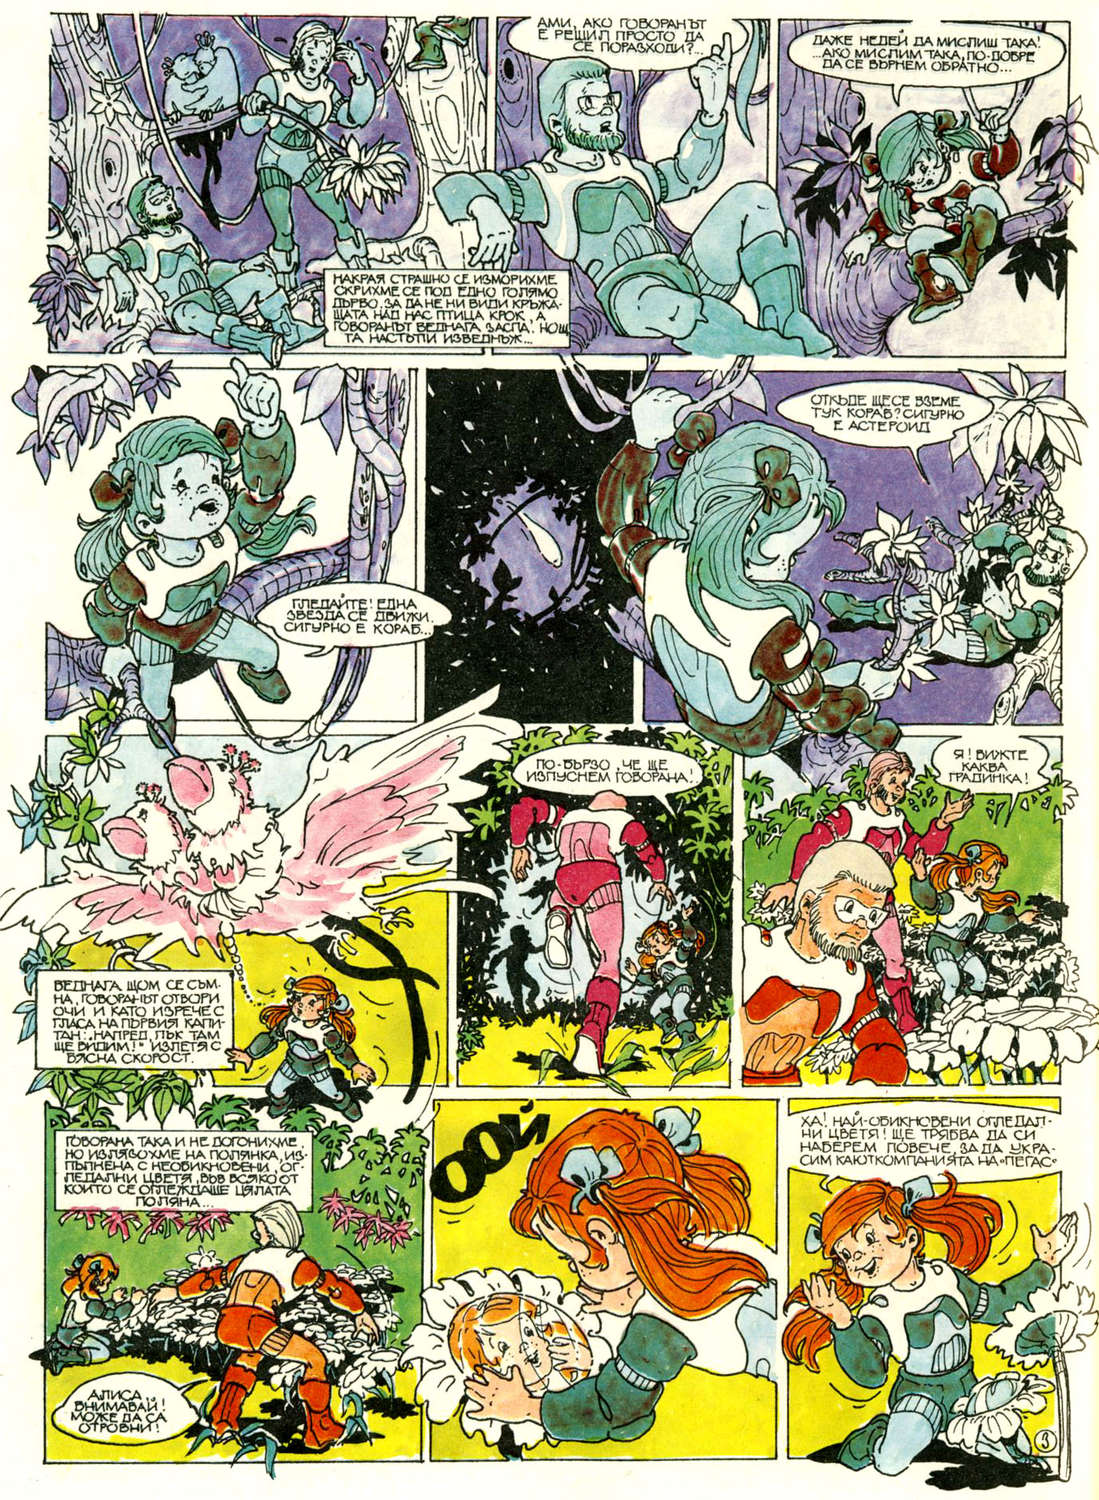 НАКРАЯ СТРАШНО СЕ ИЗМОРИХМЕ
СКРИХМЕ СЕ ПОД ЕДНО ГОЛЯМО
ДЪРВО, ЗА ДА НЕ НИ ВИДИ КРЪЖА-
ЩАТА НАД НАС ПТИЦА КРОК, А
ГОВОРАНЪТ ВЕДНАГА ЗАСПА. НОЩ
ТА НАСТЪПИ ИЗВЕДНЪЖ...
АМИ, АКО ГОВОРАНЪТ
Е РЕШИЛ ПРОСТО ДА
СЕ ПОРАЗХОДИ?...
ДАЖЕ НЕДЕЙ ДА МИСЛИШ ТАКА!
...АКО МИСЛИМ ТАКА, ПО-ДОБРЕ
ДА СЕ ВЪРНЕМ ОБРАТНО...
ГЛЕДАЙТЕ! ЕДНА
ЗВЕЗДА СЕ ДВИЖИ.
СИГУРНО Е КОРАБ...
ОТКЪДЕ ЩЕ СЕ ВЗЕМЕ
ТУК КОРАБ? СИГУРНО
Е АСТЕРОИД
ВЕДНАГА ЩОМ СЕ СЪМ-
НА, ГОВОРАНЪТ ОТВОРИ
ОЧИ И КАТО ИЗРЕЧЕ С
ГЛАСА НА ПЪРВИЯ КАПИ-
ТАН: „НАПРЕД, ПЪК ТАМ
ЩЕ ВИДИМ!" ИЗЛЕТЯ С
БЯСНА СКОРОСТ.
ПО-БЪРЗО, ЧЕ ЩЕ
ИЗПУСНЕМ ГОВОРАНА!
Я! ВИЖТЕ
КАКВА
ГРАДИНКА!
ГОВОРАНА ТАКА И НЕ ДОГОНИХМЕ,
НО ИЗЛЯЗОХМЕ НА ПОЛЯНКА, ИЗ-
ПЪЛНЕНА С НЕОБИКНОВЕНИ, ОГ-
ЛЕДАЛНИ ЦВЕТЯ, ВЪВ ВСЯКО ОТ
КОИТО СЕ ОГЛЕЖДАШЕ ЦЯЛАТА
ПОЛЯНА...
АЛИСА,
ВНИМАВАЙ!
МОЖЕ ДА СА
ОТРОВНИ!
ООЙ
ХА! НАЙ-ОБИКНОВЕНИ ОГЛЕДАЛ-
НИ ЦВЕТЯ! ЩЕ ТРЯБВА ДА СИ
НАБЕРЕМ ПОВЕЧЕ, ЗА ДА УКРА-
СИМ КАЮТКОМПАНИЯТА НА „ПЕГАС"
3